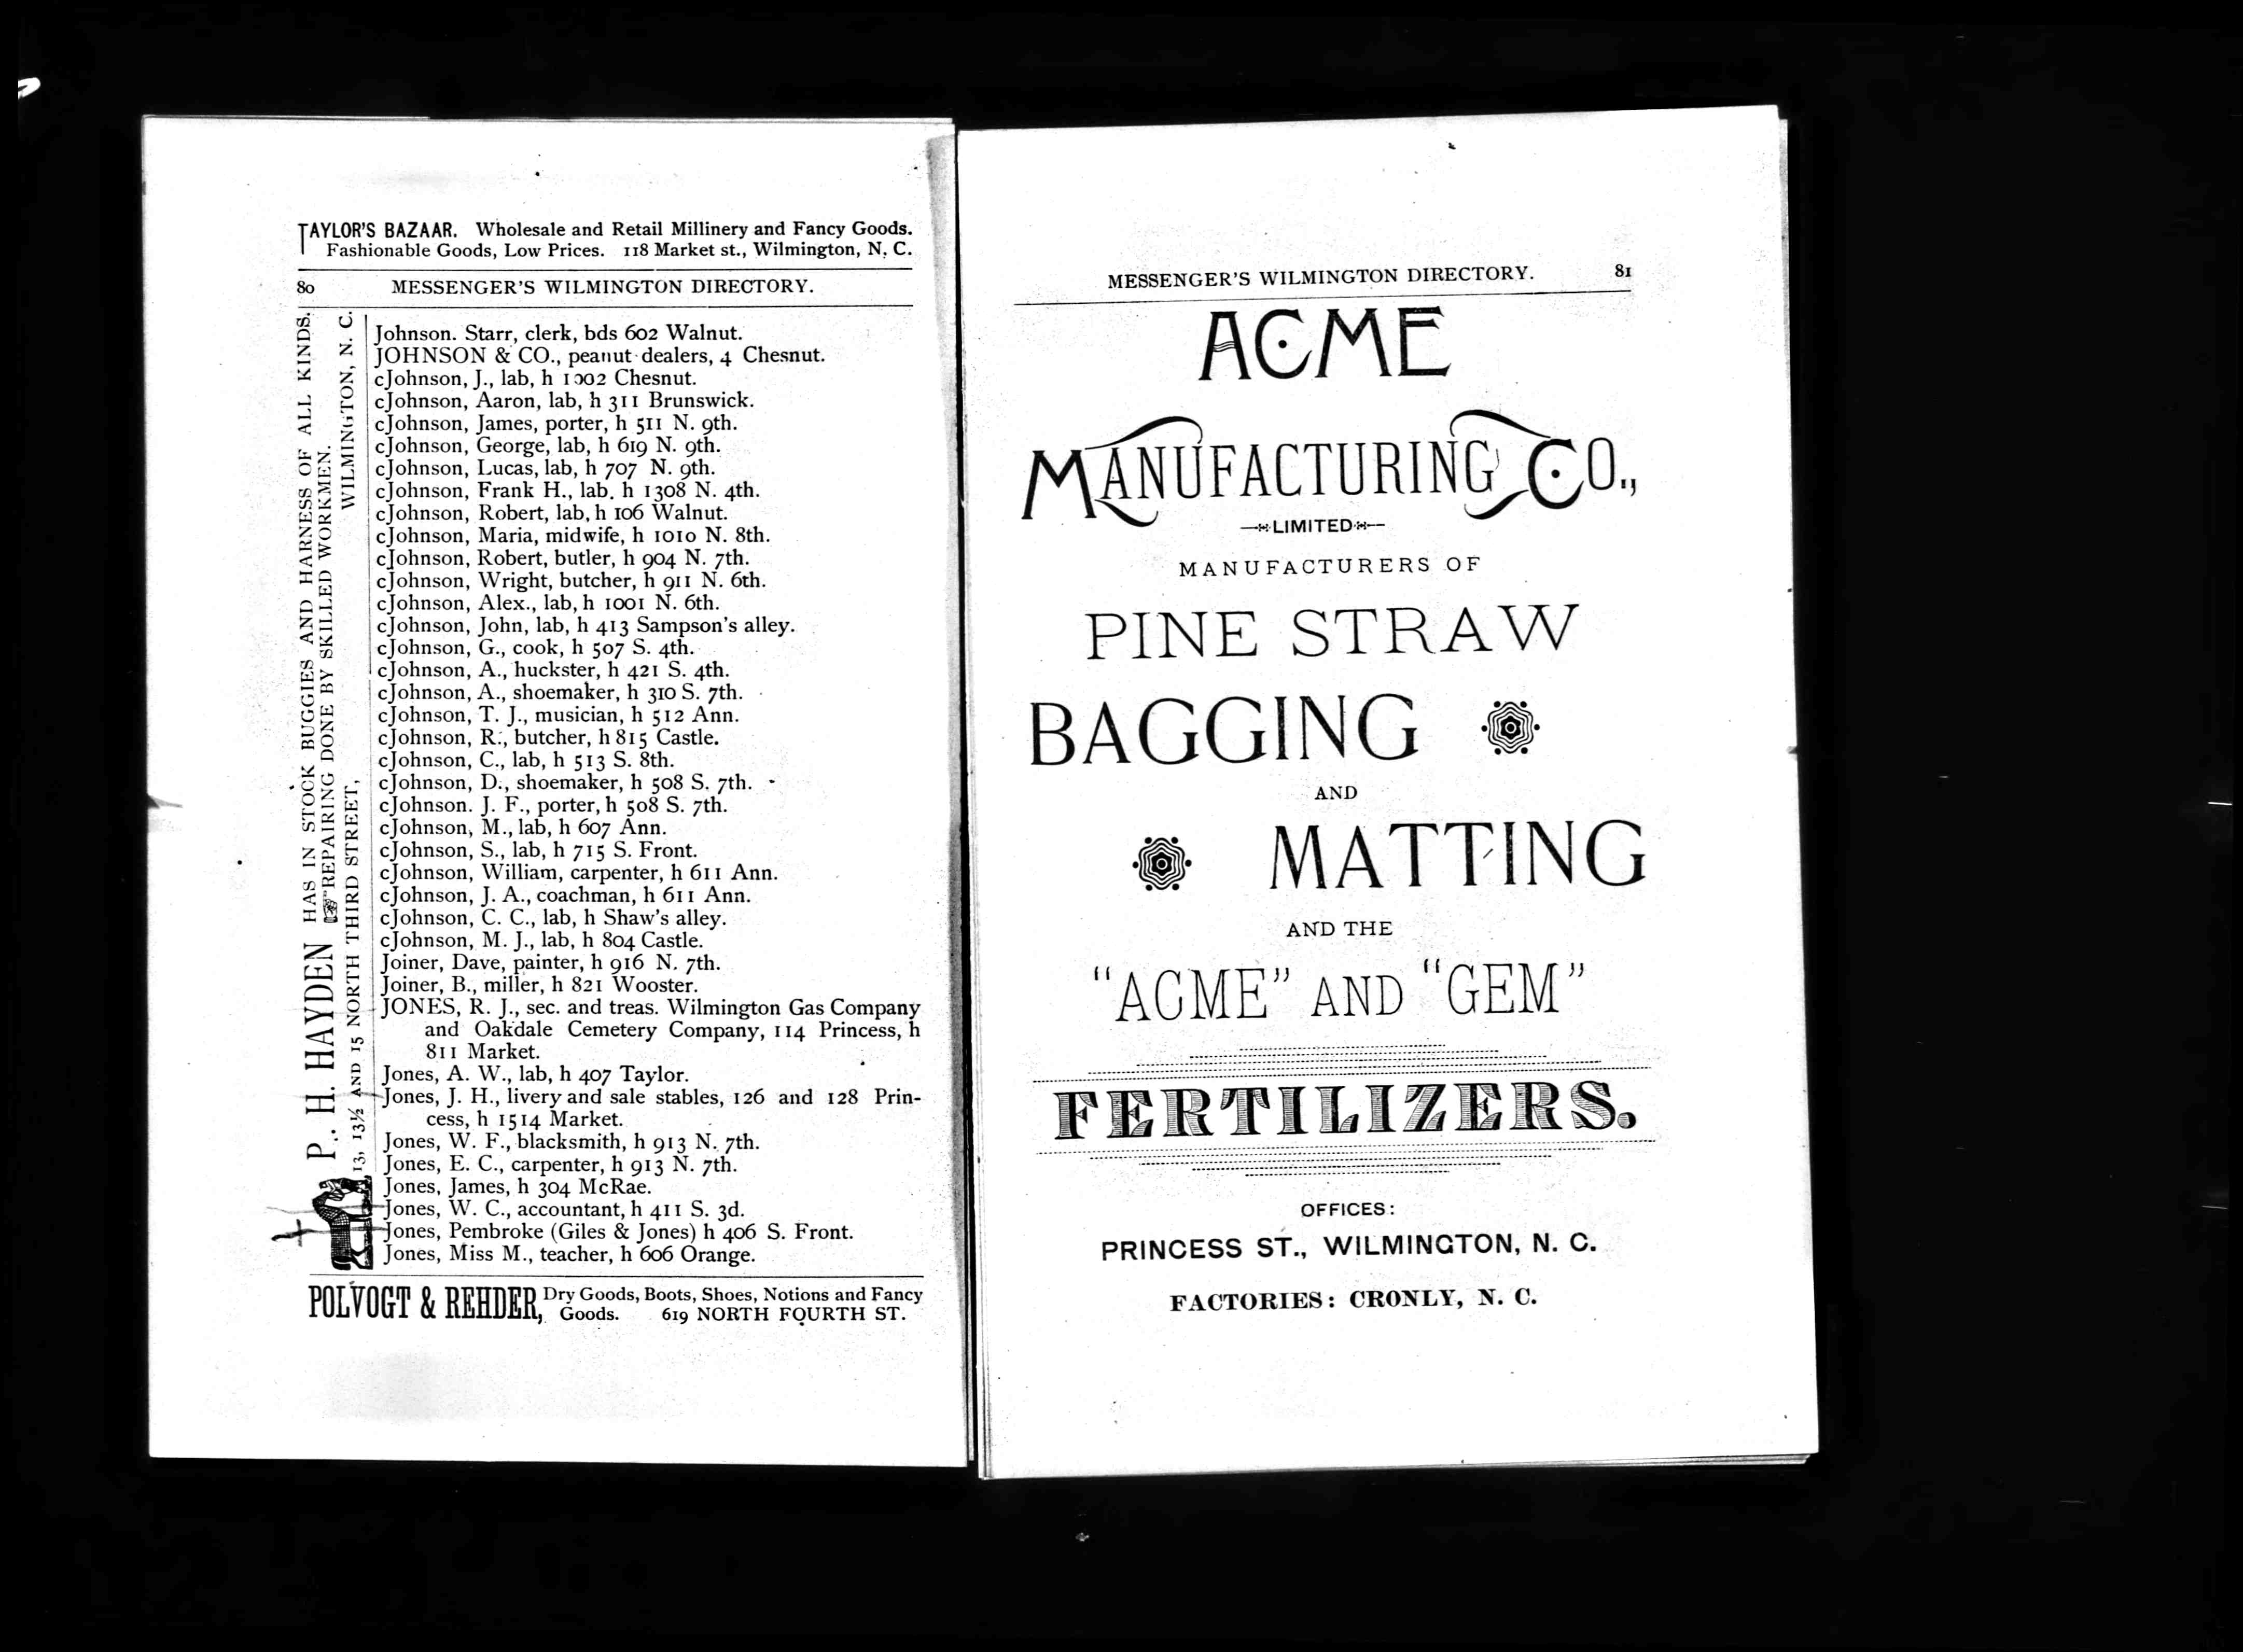 TAYLOR'S BAZAAR. Wholesale and Retail Millinery and Fancy Goods.
Fashionable Goods, Low Prices. 118 Market st., Wilmington, N. C.
80 MESSENGER'S WILMINGTON DIRECTORY.
P. H. HAYDEN HAS IN STOCK BUGGIES AND HARNESS OF ALL KINDS.
☞REPAIRING DONE BY SKILLED WORKMEN.
13, 13½ AND 15 NORTH THIRD STREET, WILMINGTON, N. C.
Johnson. Starr, clerk, bds 602 Walnut.
JOHNSON & CO., peanut dealers, 4 Chesnut.
cJohnson, J., lab, h 1002 Chesnut.
cJohnson, Aaron, lab, h 311 Brunswick.
cJohnson, James, porter, h 511 N. 9th.
cJohnson, George, lab, h 619 N. 9th.
cJohnson, Lucas, lab, h 707 N. 9th.
cJohnson, Frank H., lab. h 1308 N. 4th.
cJohnson, Robert, lab, h 106 Walnut.
cJohnson, Maria, midwife, h 1010 N. 8th.
cJohnson, Robert, butler, h 904 N. 7th.
cJohnson, Wright, butcher, h 911 N. 6th.
cJohnson, Alex., lab, h 1001 N. 6th.
cJohnson, John, lab, h 413 Sampson's alley.
cJohnson, G., cook, h 507 S. 4th.
cJohnson, A., huckster, h 421 S. 4th.
cJohnson, A., shoemaker, h 310 S. 7th.
cJohnson, T. J., musician, h 512 Ann.
cJohnson, R., butcher, h 815 Castle.
cJohnson, C., lab, h 513 S. 8th.
cJohnson, D., shoemaker, h 508 S. 7th.
cJohnson. J. F., porter, h 508 S. 7th.
cJohnson, M., lab, h 607 Ann.
cJohnson, S., lab, h 715 S. Front.
cJohnson, William, carpenter, h 611 Ann.
cJohnson, J. A., coachman, h 611 Ann.
cJohnson, C. C., lab, h Shaw's alley.
cJohnson, M. J., lab, h 804 Castle.
Joiner, Dave, painter, h 916 N. 7th.
Joiner, B., miller, h 821 Wooster.
JONES, R. J., sec. and treas. Wilmington Gas Company
and Oakdale Cemetery Company, 114 Princess, h
811 Market.
Jones, A. W., lab, h 407 Taylor.
Jones, J. H., livery and sale stables, 126 and 128 Prin-
cess, h 1514 Market.
Jones, W. F., blacksmith, h 913 N. 7th.
Jones, E. C., carpenter, h 913 N. 7th.
Jones, James, h 304 McRae.
Jones, W. C., accountant, h 411 S. 3d.
Jones, Pembroke (Giles & Jones) h 406 S. Front.
Jones, Miss M., teacher, h 606 Orange.
POLVOGT & REHDER, Dry Goods, Boots, Shoes, Notions and Fancy
Goods. 619 NORTH FOURTH ST.
MESSENGER'S WILMINGTON DIRECTORY. 81
ACME
MANUFACTURING CO.,
LIMITED
MANUFACTURERS OF
PINE STRAW
BAGGING
AND
MATTING
AND THE
"ACME" AND "GEM"
FERTILIZERS.
OFFICES:
PRINCESS ST., WILMINGTON, N. C.
FACTORIES: CRONLY, N. C.